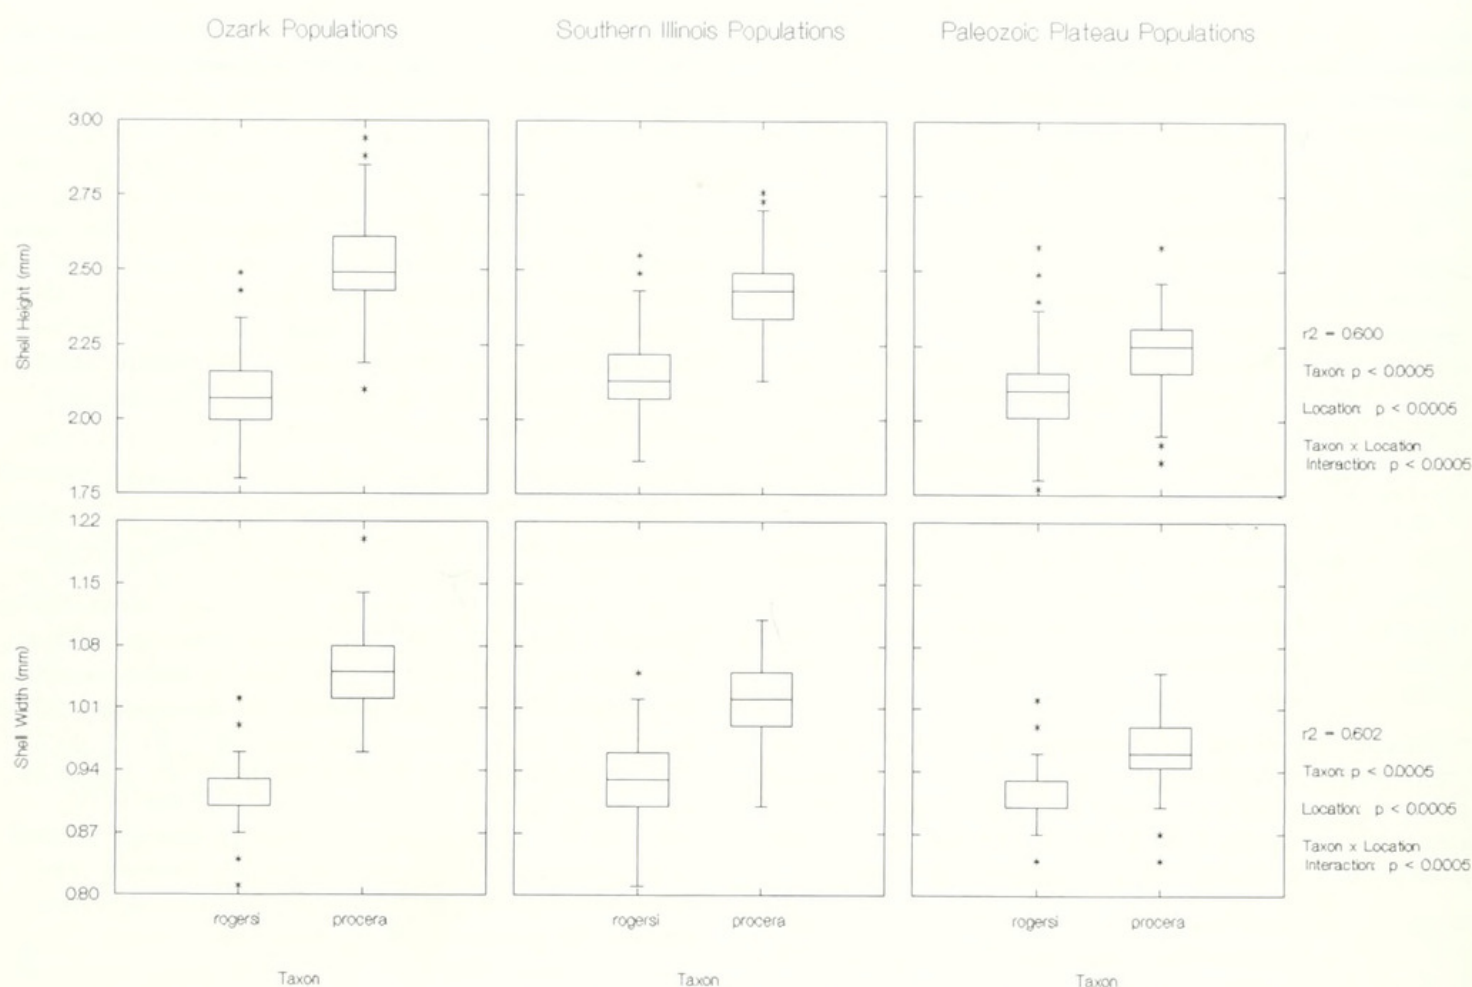 Ozark Populations
Southern Illinois Populations
Paleozoic Plateau Populations
Shell Height (mm)
3.00
2.75
2.50
2.25
2.00
1.75
r2 = 0.600
Taxon: p < 0.0005
Location: p < 0.0005
Taxon x Location
Interaction: p < 0.0005
Shell Width (mm)
1.22
1.15
1.08
1.01
0.94
0.87
0.80
r2 = 0.602
Taxon: p < 0.0005
Location: p < 0.0005
Taxon x Location
Interaction: p < 0.0005
rogersi
procera
rogersi
procera
rogersi
procera
Taxon
Taxon
Taxon